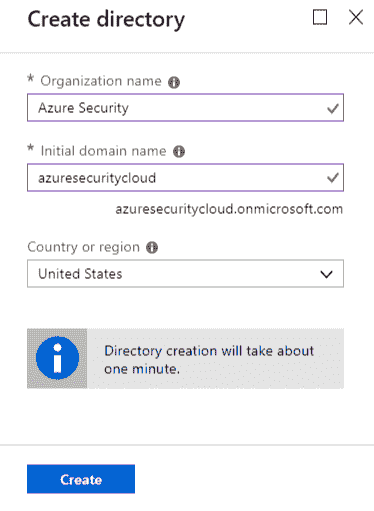 Create directory
* Organization name
Azure Security
* Initial domain name
azuresecuritycloud
azuresecuritycloud.onmicrosoft.com
Country or region
United States
Directory creation will take about
one minute.
Create